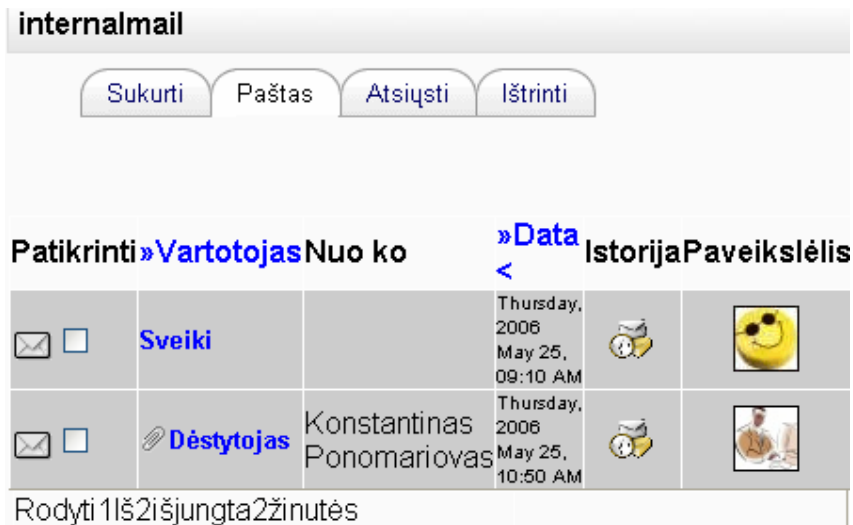 internalmail
Sukurti Paštas Atsiųsti Ištrinti
Patikrinti »Vartotojas Nuo ko »Data < Istorija Paveikslėlis
Sveiki
Thursday,
2006
May 25,
09:10 AM
Dėstytojas
Konstantinas
Ponomariovas
Thursday,
2006
May 25,
10:50 AM
Rodyti1Iš2išjungta2žinutės